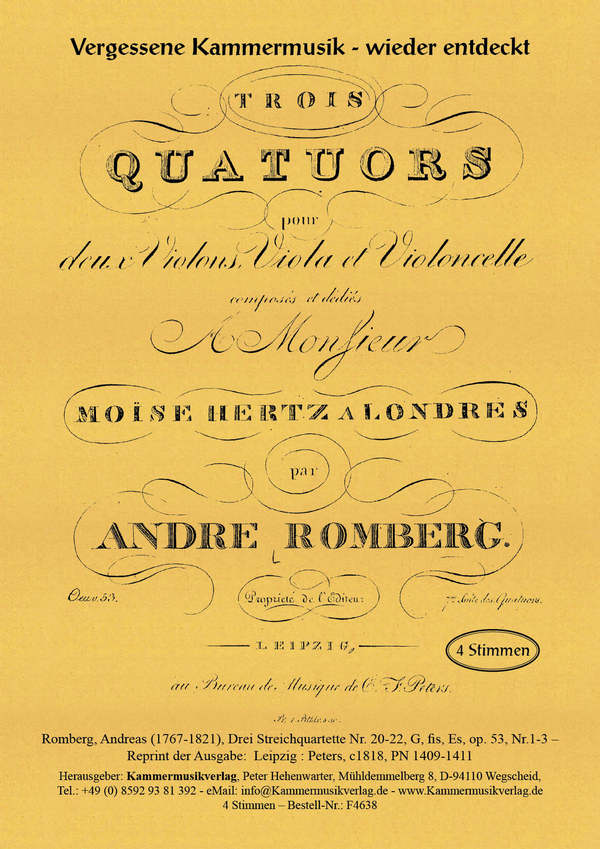 Vergessene Kammermusik - wieder entdeckt
TROIS
QUATUORS
pour
deux Violons, Viola et Violoncelle
composés et dédiés
A Monsieur
MOÏSE HERTZ A LONDRES
par
ANDRE ROMBERG.
Oeuv. 53. Propriété de l'Editeur. 7me Suite des Quatuors.
LEIPZIG,
4 Stimmen
au Bureau de Musique de C. F. Peters.
Romberg, Andreas (1767-1821), Drei Streichquartette Nr. 20-22, G, fis, Es, op. 53, Nr.1-3 –
Reprint der Ausgabe: Leipzig : Peters, c1818, PN 1409-1411
Herausgeber: Kammermusikverlag, Peter Hehenwarter, Mühldemmelberg 8, D-94110 Wegscheid,
Tel.: +49 (0) 8592 93 81 392 - eMail: info@Kammermusikverlag.de - www.Kammermusikverlag.de
4 Stimmen – Bestell-Nr.: F4638